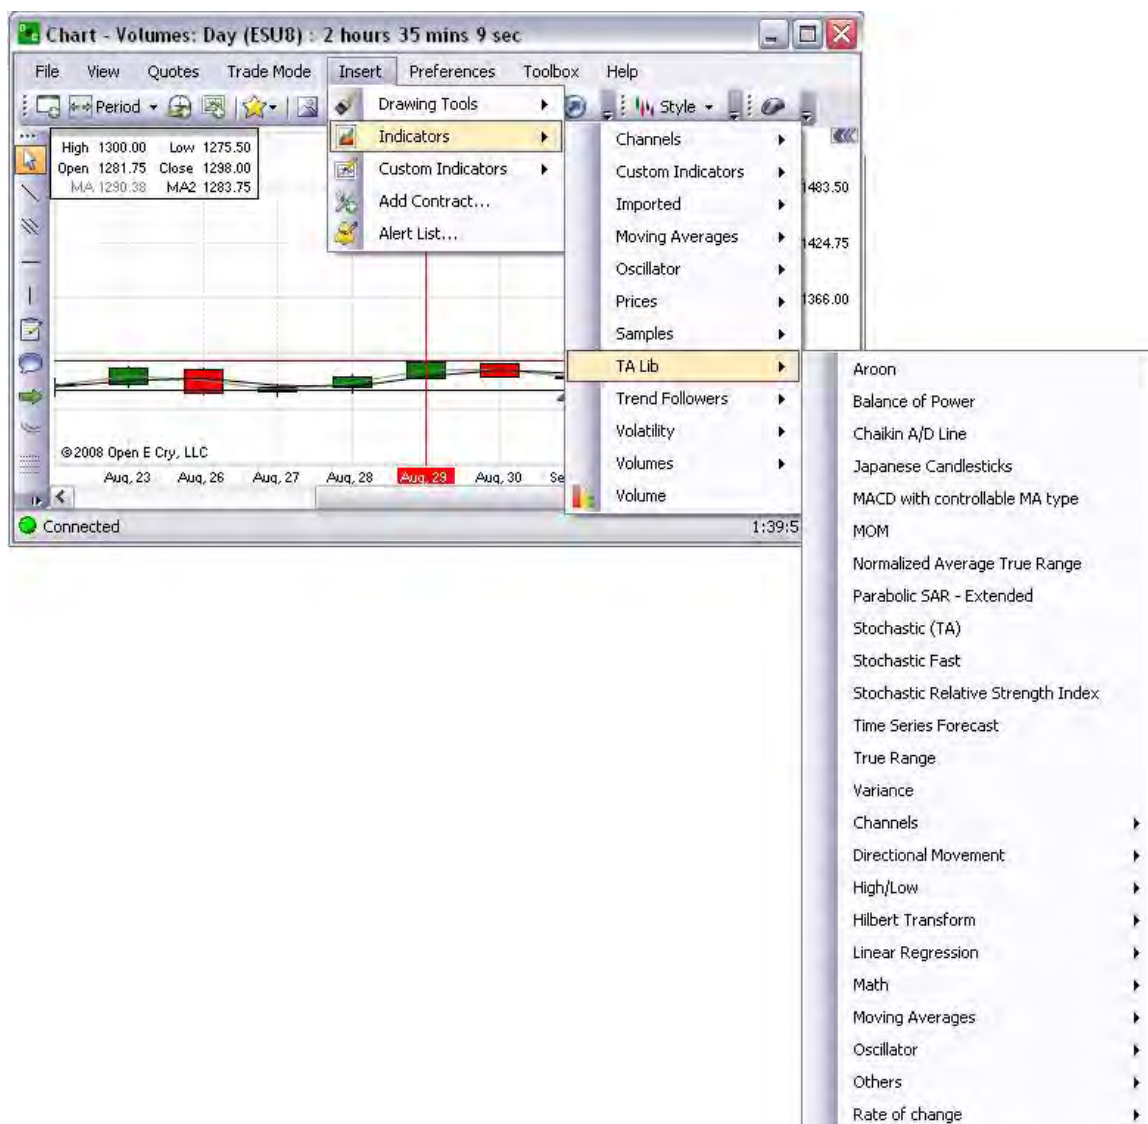 Chart - Volumes: Day (ESU8) : 2 hours 35 mins 9 sec
File View Quotes Trade Mode Insert Preferences Toolbox Help
Period Style
High 1300.00 Low 1275.50
Open 1281.75 Close 1298.00
MA 1290.38 MA2 1283.75
Drawing Tools
Indicators
Custom Indicators
Add Contract...
Alert List...
Channels
Custom Indicators
Imported
Moving Averages
Oscillator
Prices
Samples
TA Lib
Trend Followers
Volatility
Volumes
Volume
1483.50
1424.75
1366.00
©2008 Open E Cry, LLC
Aug, 23 Aug, 26 Aug, 27 Aug, 28 Aug, 29 Aug, 30 Se
Connected 1:39:5
Aroon
Balance of Power
Chaikin A/D Line
Japanese Candlesticks
MACD with controllable MA type
MOM
Normalized Average True Range
Parabolic SAR - Extended
Stochastic (TA)
Stochastic Fast
Stochastic Relative Strength Index
Time Series Forecast
True Range
Variance
Channels
Directional Movement
High/Low
Hilbert Transform
Linear Regression
Math
Moving Averages
Oscillator
Others
Rate of change